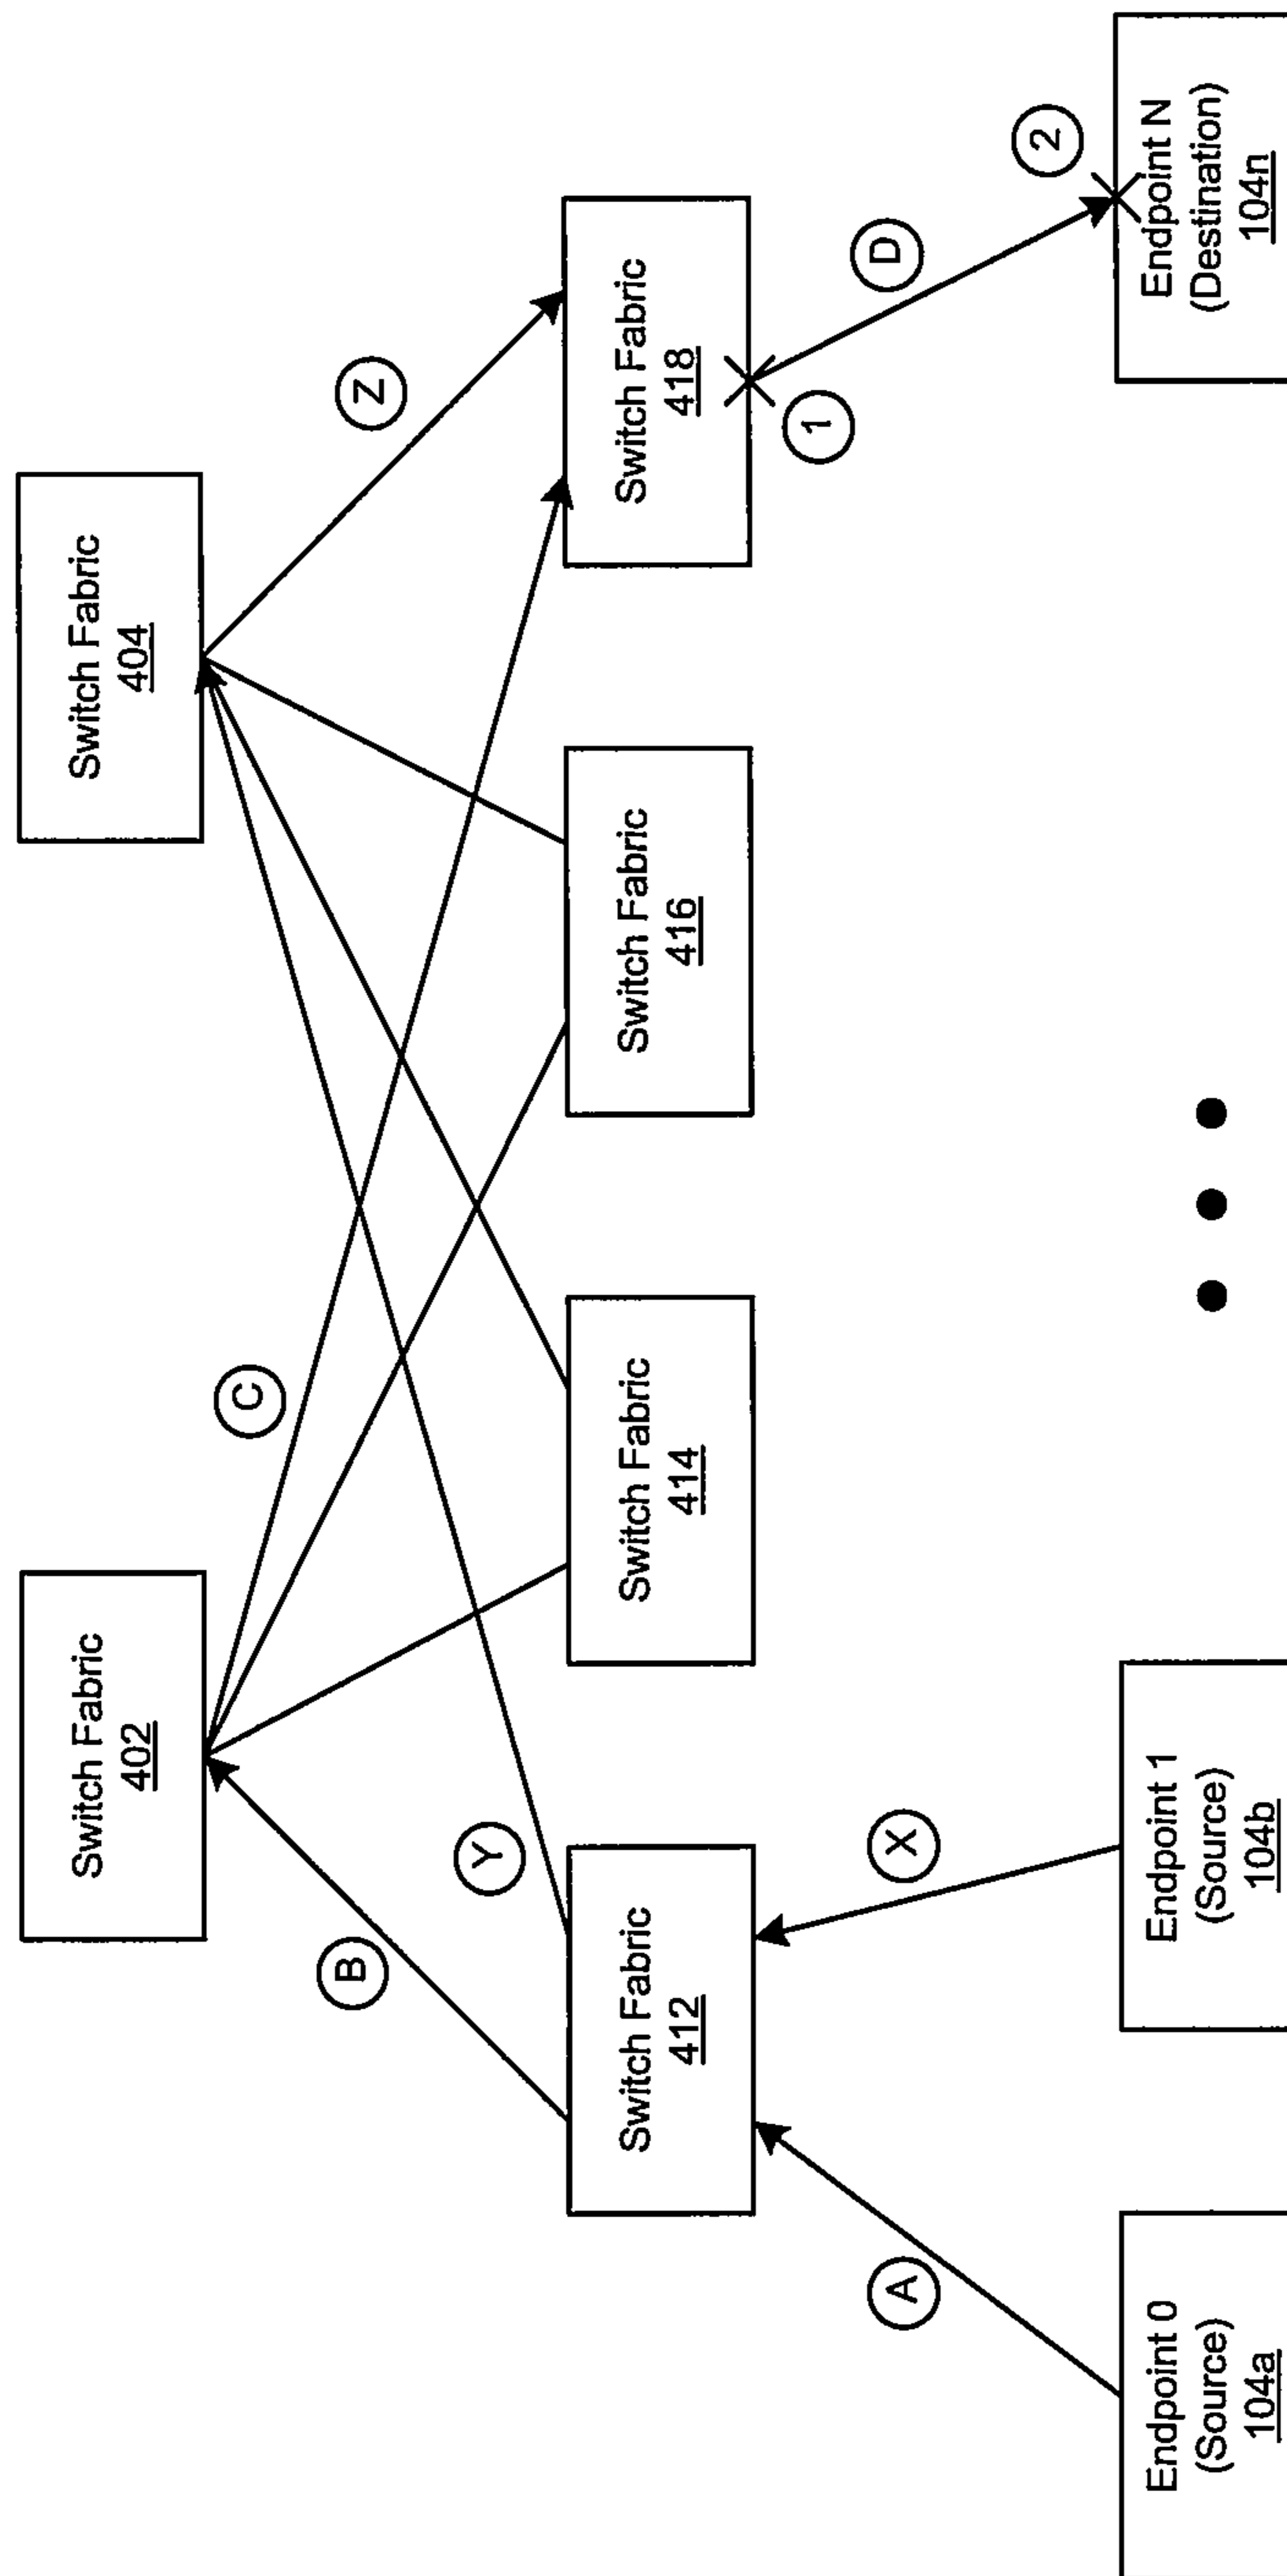 Switch Fabric
402
Switch Fabric
404
C
Z
B
Y
Switch Fabric
412
Switch Fabric
414
Switch Fabric
416
Switch Fabric
418
1
A
X
D
2
Endpoint 0
(Source)
104a
Endpoint 1
(Source)
104b
Endpoint N
(Destination)
104n